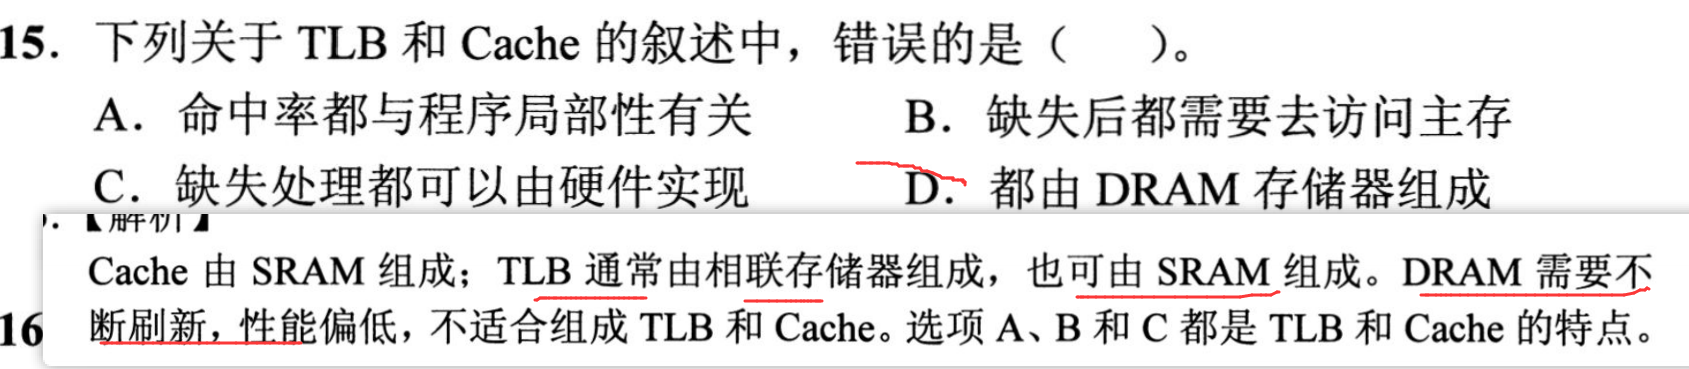 15. 下列关于 TLB 和 Cache 的叙述中，错误的是（    ）。
A. 命中率都与程序局部性有关    B. 缺失后都需要去访问主存
C. 缺失处理都可以由硬件实现    D. 都由 DRAM 存储器组成
【解析】
Cache 由 SRAM 组成；TLB 通常由相联存储器组成，也可由 SRAM 组成。DRAM 需要不
16 断刷新，性能偏低，不适合组成 TLB 和 Cache。选项 A、B 和 C 都是 TLB 和 Cache 的特点。